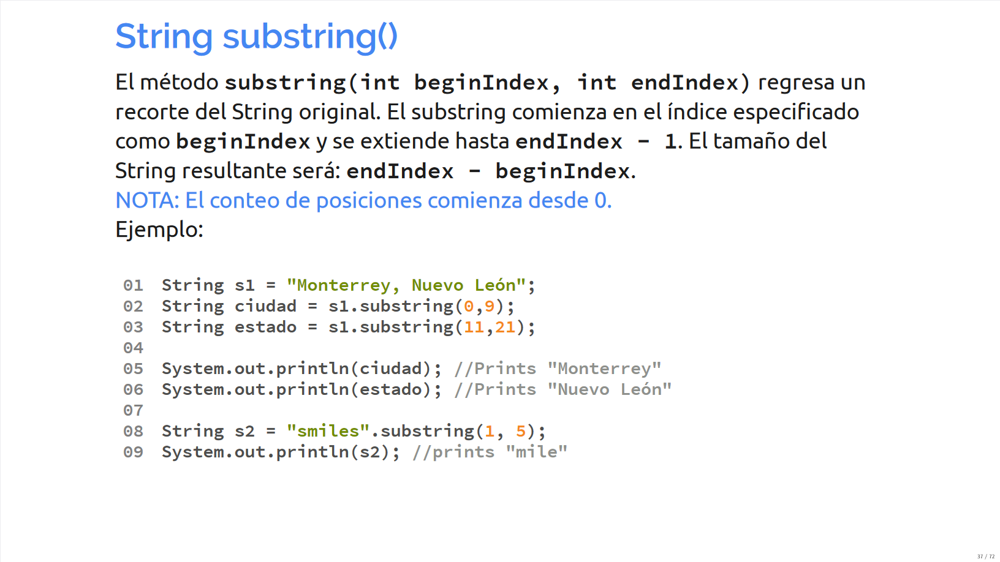 String substring()
El método substring(int beginIndex, int endIndex) regresa un
recorte del String original. El substring comienza en el índice especificado
como beginIndex y se extiende hasta endIndex - 1. El tamaño del
String resultante será: endIndex - beginIndex.
NOTA: El conteo de posiciones comienza desde 0.
Ejemplo:
01 String s1 = "Monterrey, Nuevo León";
02 String ciudad = s1.substring(0,9);
03 String estado = s1.substring(11,21);
04
05 System.out.println(ciudad); //Prints "Monterrey"
06 System.out.println(estado); //Prints "Nuevo León"
07
08 String s2 = "smiles".substring(1, 5);
09 System.out.println(s2); //prints "mile"
37 / 72